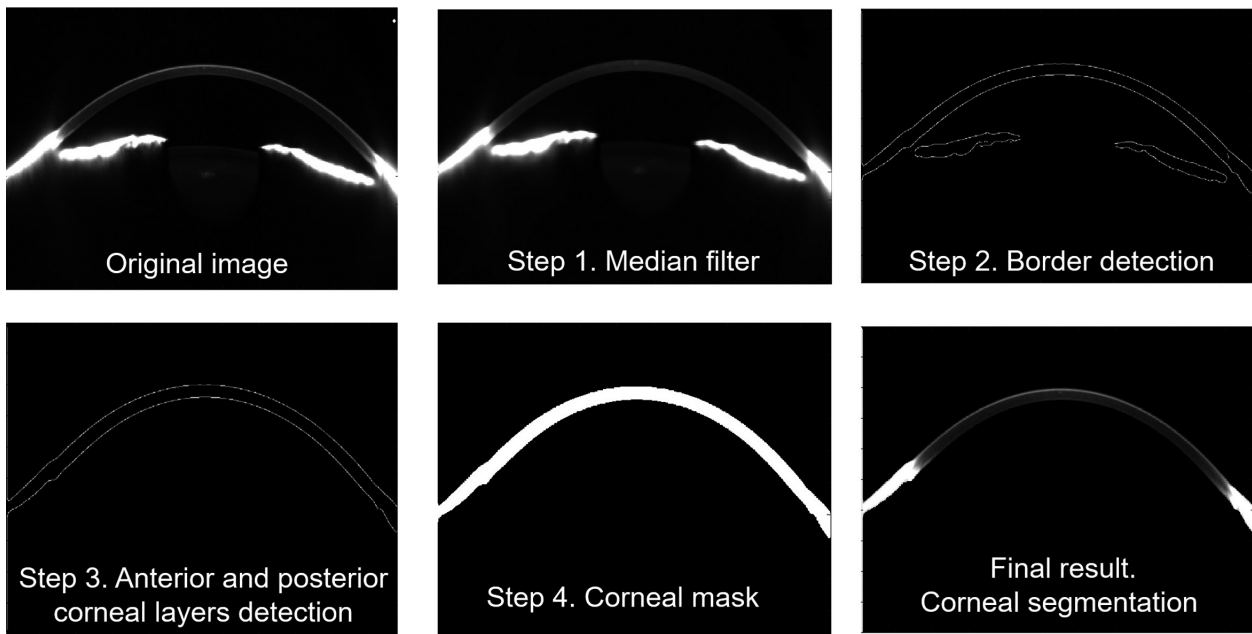 Original image
Step 1. Median filter
Step 2. Border detection
Step 3. Anterior and posterior
corneal layers detection
Step 4. Corneal mask
Final result.
Corneal segmentation